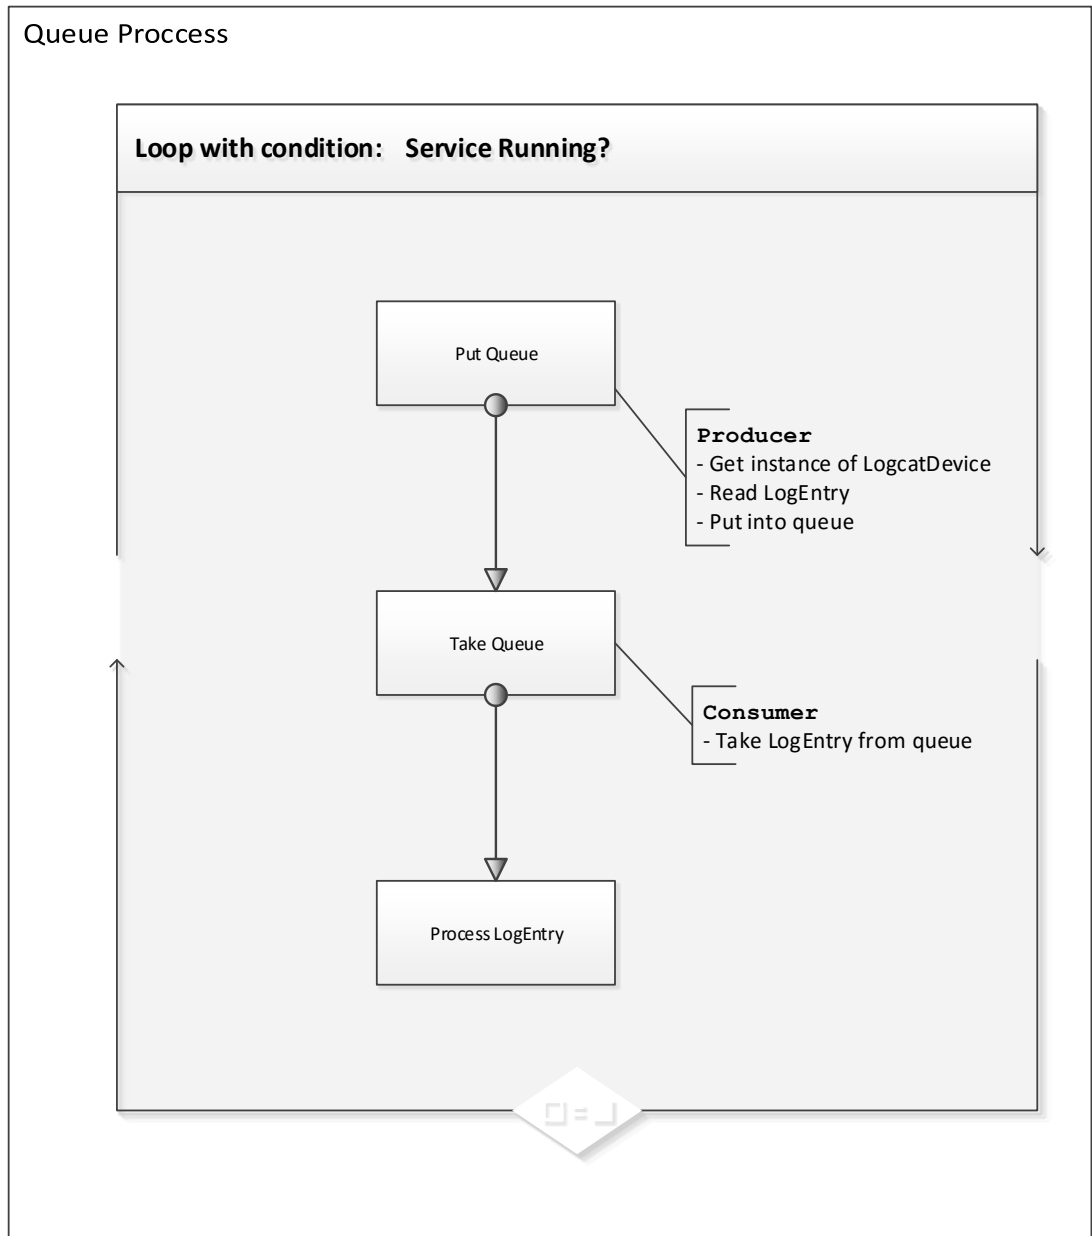 Queue Proccess
Loop with condition: Service Running?
Put Queue
Producer
- Get instance of LogcatDevice
- Read LogEntry
- Put into queue
Take Queue
Consumer
- Take LogEntry from queue
Process LogEntry